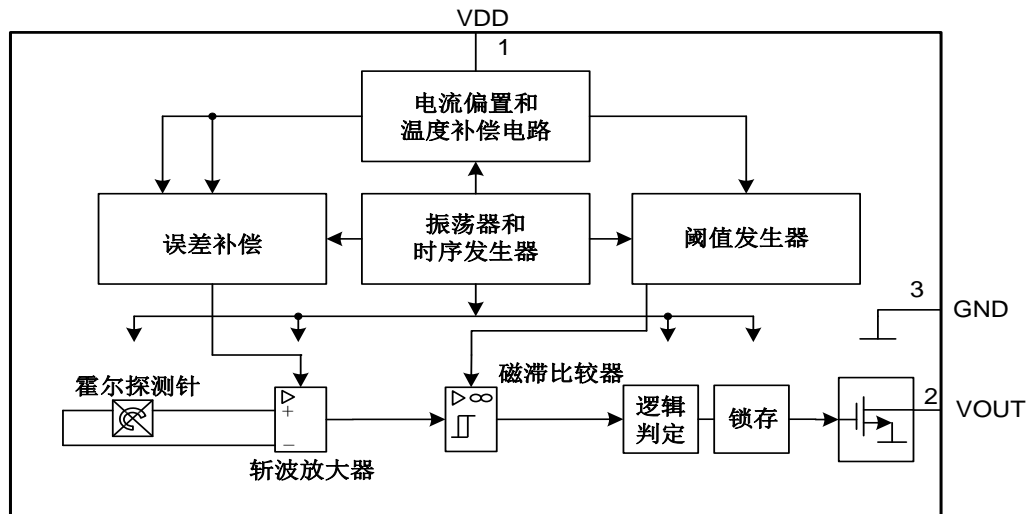 VDD
1
电流偏置和
温度补偿电路
误差补偿
振荡器和
时序发生器
阈值发生器
3
GND
霍尔探测针
+
−
斩波放大器
磁滞比较器
∞
逻辑
判定
锁存
2
VOUT